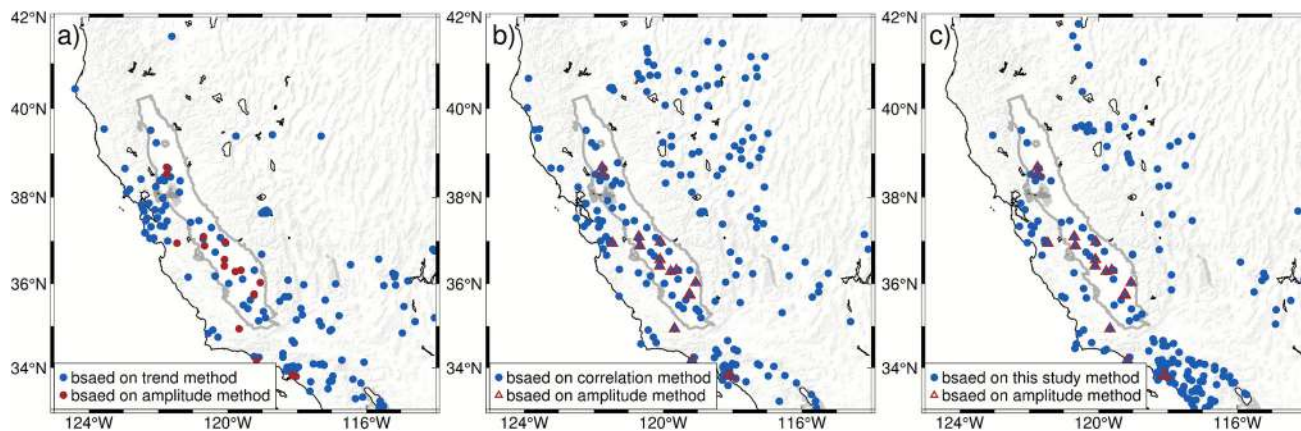 42°N
40°N
38°N
36°N
34°N
a)
bsaed on trend method
bsaed on amplitude method
124°W
120°W
116°W
42°N
40°N
38°N
36°N
34°N
b)
bsaed on correlation method
bsaed on amplitude method
124°W
120°W
116°W
42°N
40°N
38°N
36°N
34°N
c)
bsaed on this study method
bsaed on amplitude method
124°W
120°W
116°W